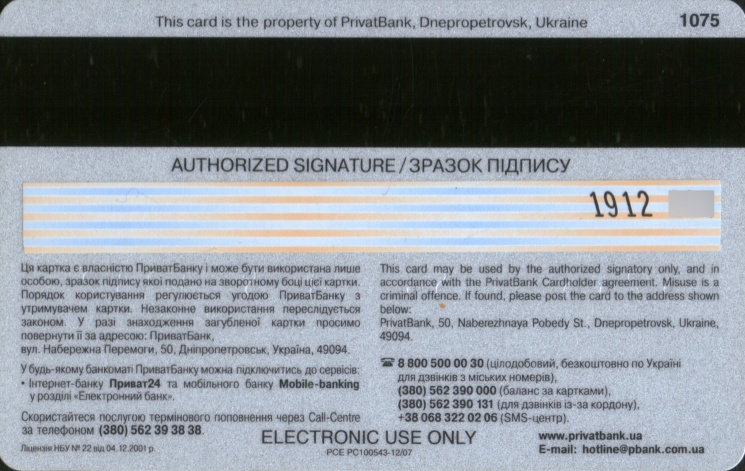 This card is the property of PrivatBank, Dnepropetrovsk, Ukraine 1075
AUTHORIZED SIGNATURE / ЗРАЗОК ПІДПИСУ
1912
Ця картка є власністю ПриватБанку і може бути використана лише
особою, зразок підпису якої подано на зворотному боці цієї картки.
Порядок користування регулюється угодою ПриватБанку з
утримувачем картки. Незаконне використання переслідується
законом. У разі знаходження загубленої картки просимо
повернути її за адресою: ПриватБанк,
вул. Набережна Перемоги, 50, Дніпропетровськ, Україна, 49094.
У будь-якому банкоматі ПриватБанку можна підключитись до сервісів:
• Інтернет-банку Приват24 та мобільного банку Mobile-banking
у розділі «Електронний банк».
Скористайтеся послугою термінового поповнення через Call-Centre
за телефоном (380) 562 39 38 38.
Ліцензія НБУ № 22 від 04.12.2001 р.
This card may be used by the authorized signatory only, and in
accordance with the PrivatBank Cardholder agreement. Misuse is a
criminal offence. If found, please post the card to the address shown
below:
PrivatBank, 50, Naberezhnaya Pobedy St., Dnepropetrovsk, Ukraine,
49094.
☎ 8 800 500 00 30 (цілодобовий, безкоштовно по Україні
для дзвінків з міських номерів),
(380) 562 390 000 (баланс за картками),
(380) 562 390 131 (для дзвінків із-за кордону),
+38 068 322 02 06 (SMS-центр).
ELECTRONIC USE ONLY
PCE PC100543-12/07
www.privatbank.ua
E-mail: hotline@pbank.com.ua